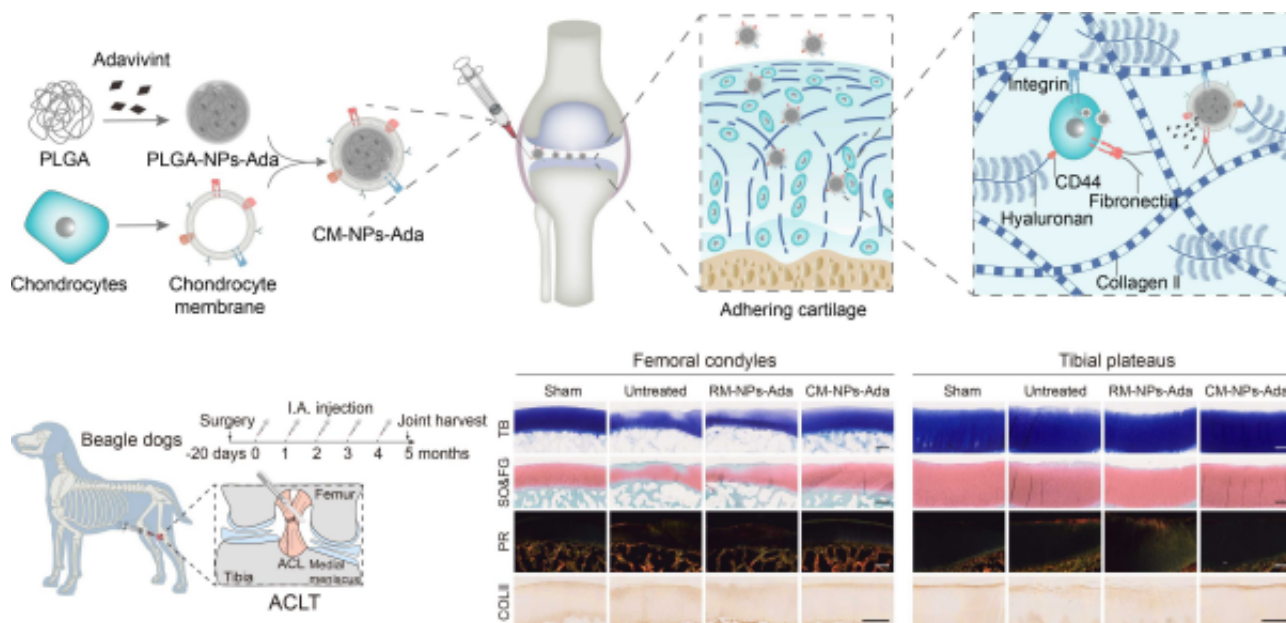 Adavivint
PLGA
PLGA-NPs-Ada
Chondrocytes
Chondrocyte
membrane
CM-NPs-Ada
Adhering cartilage
Integrin
CD44
Fibronectin
Hyaluronan
Collagen II
Beagle dogs
Surgery
I.A. injection
Joint harvest
-20 days 0 1 2 3 4 5 months
Femur
ACL
Medial
meniscus
Tibia
ACLT
Femoral condyles
Sham Untreated RM-NPs-Ada CM-NPs-Ada
Tibial plateaus
Sham Untreated RM-NPs-Ada CM-NPs-Ada
TB
SO&FG
PR
COLII